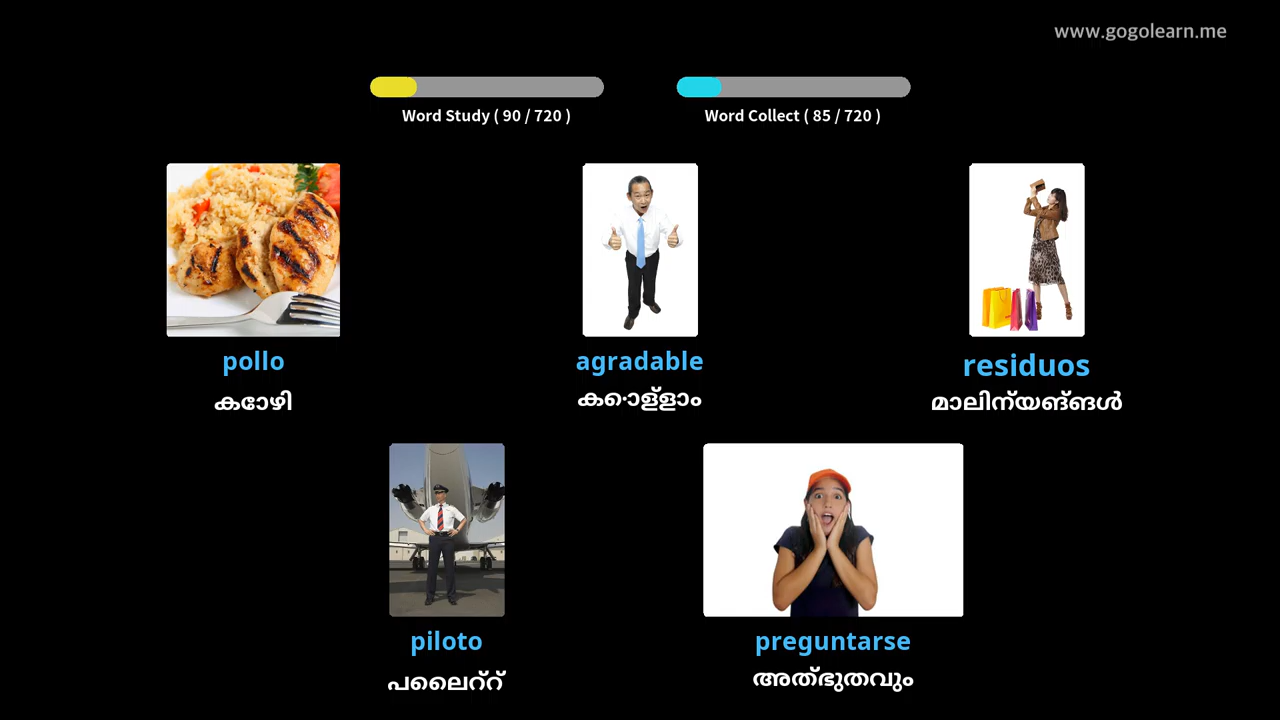 www.gogolearn.me
Word Study ( 90 / 720 )
Word Collect ( 85 / 720 )
pollo
agradable
residuos
കോഴി
കൊള്ളാം
മാലിന്യങ്ങൾ
piloto
preguntarse
പലൈറ്റ്
അത്ഭുതവും